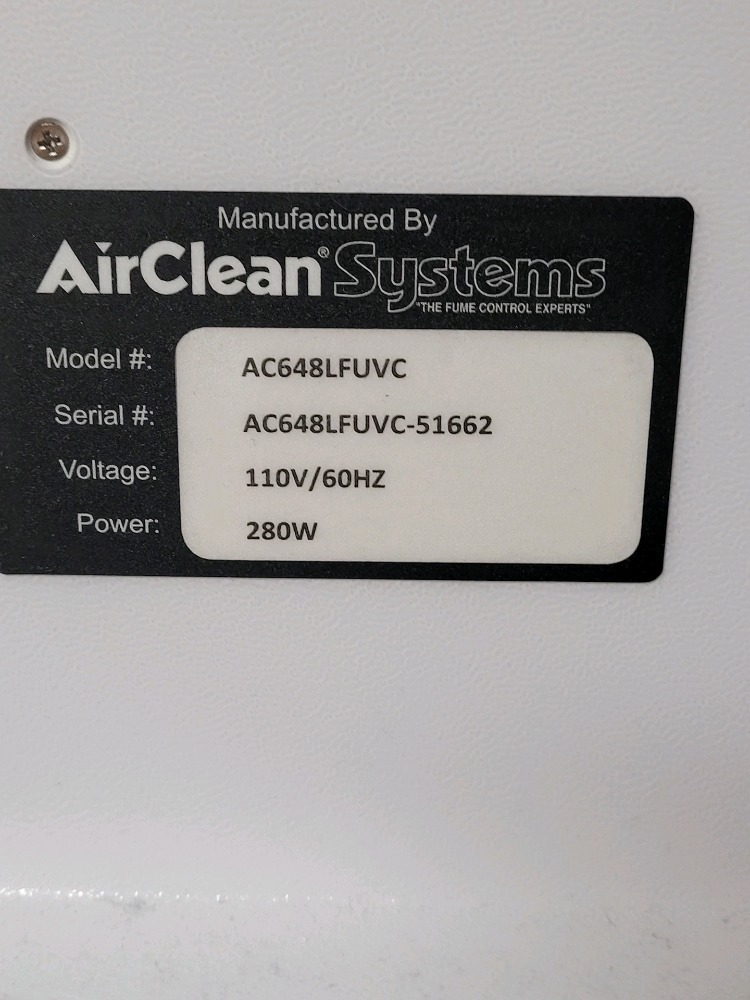 Manufactured By
AirClean® Systems
"THE FUME CONTROL EXPERTS"
Model #: AC648LFUVC
Serial #: AC648LFUVC-51662
Voltage: 110V/60HZ
Power: 280W